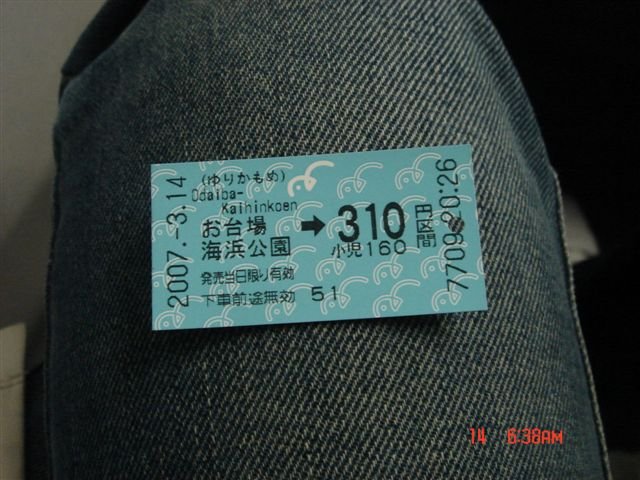 2007.-3.14
(ゆりかもめ)
Odaiba-
Kaihinkoen
お台場
海浜公園
➡310円区間
小児160
発売当日限り有効
下車前途無効 51
7709 20:26
14 6:38AM